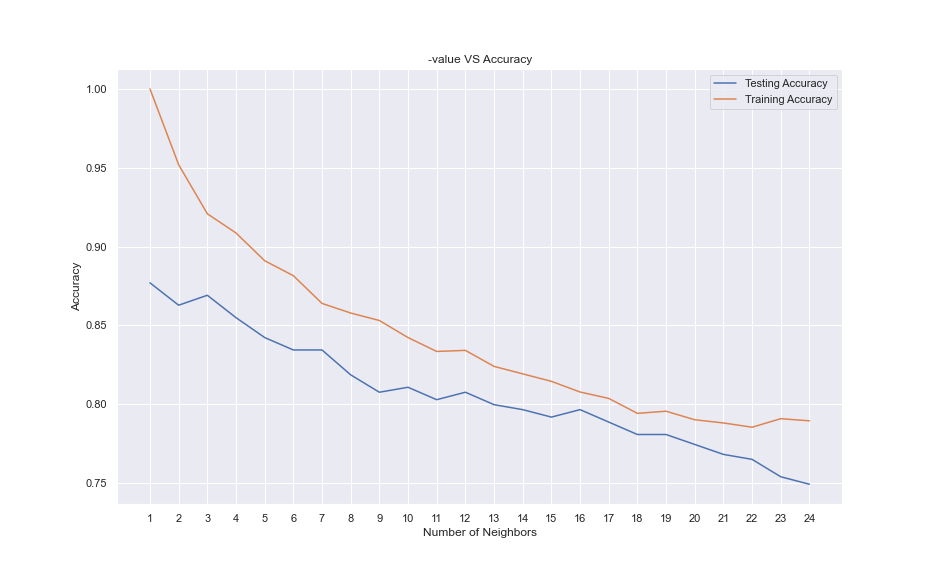 -value VS Accuracy
Testing Accuracy
Training Accuracy
1.00
0.95
0.90
0.85
0.80
0.75
Accuracy
1 2 3 4 5 6 7 8 9 10 11 12 13 14 15 16 17 18 19 20 21 22 23 24
Number of Neighbors